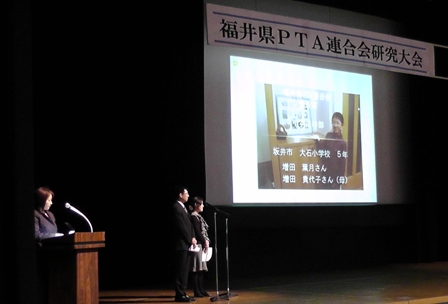 福井県PTA連合会研究大会
坂井市　大石小学校　5年
増田　葉月さん
増田　貴代子さん(母)